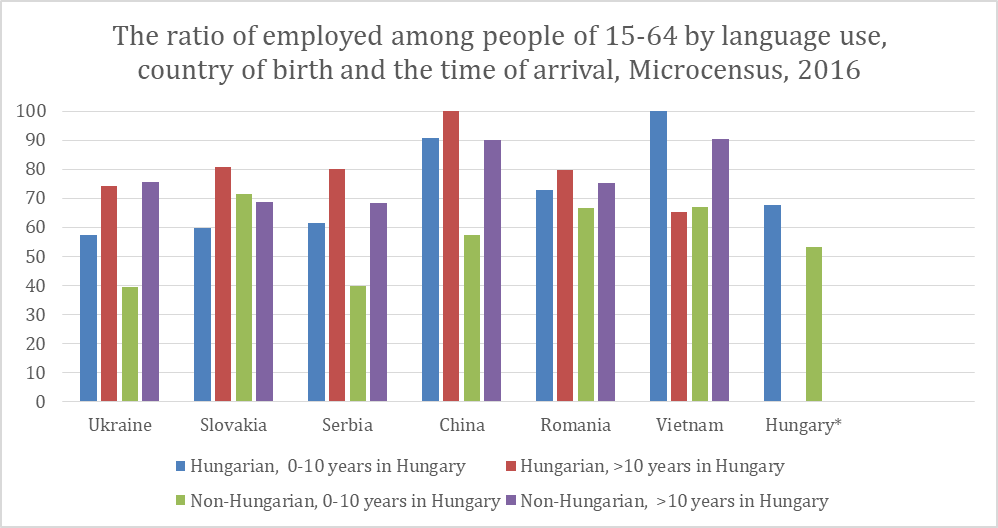 The ratio of employed among people of 15-64 by language use,
country of birth and the time of arrival, Microcensus, 2016
100
90
80
70
60
50
40
30
20
10
0
Ukraine Slovakia Serbia China Romania Vietnam Hungary*
Hungarian, 0-10 years in Hungary Hungarian, >10 years in Hungary
Non-Hungarian, 0-10 years in Hungary Non-Hungarian, >10 years in Hungary